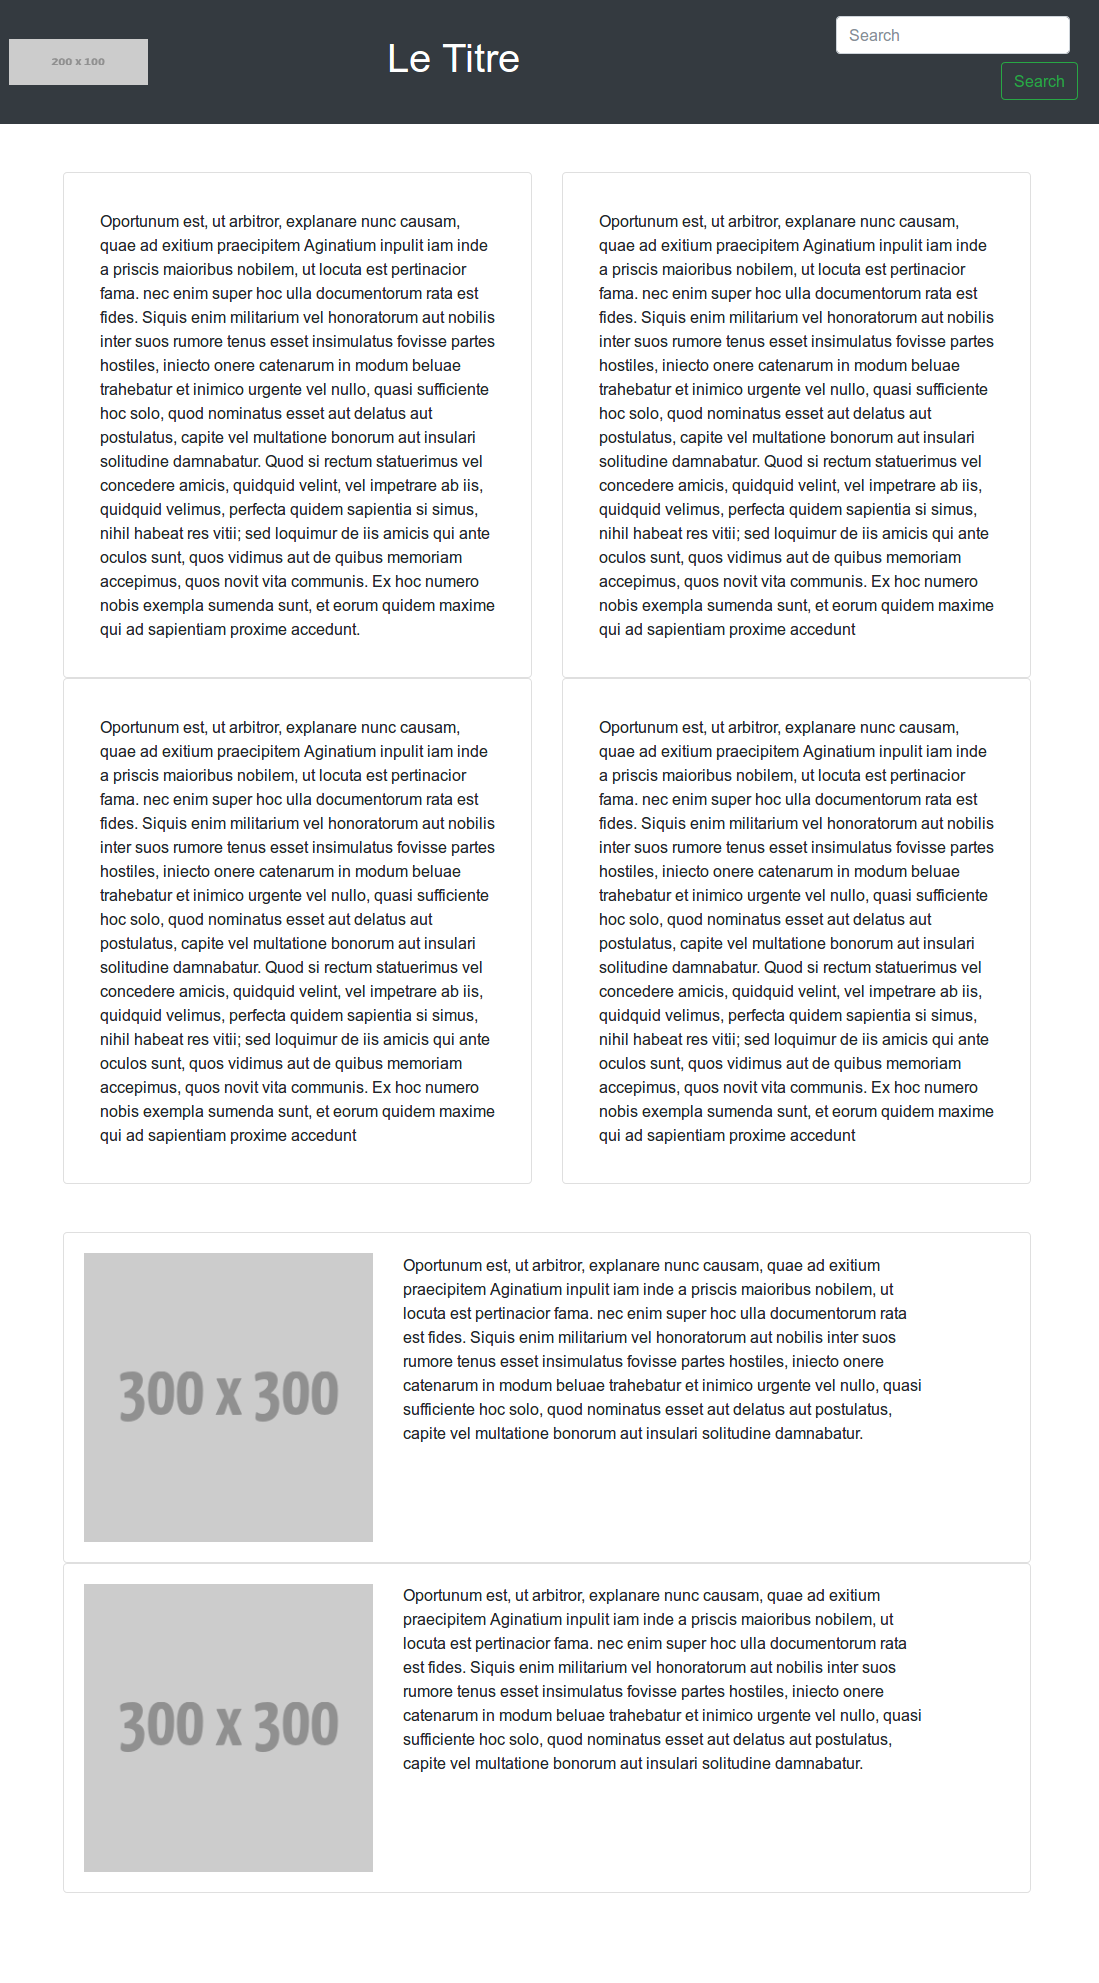 200 x 100
Le Titre
Search
Search
Oportunum est, ut arbitror, explanare nunc causam,
quae ad exitium praecipitem Aginatium inpulit iam inde
a priscis maioribus nobilem, ut locuta est pertinacior
fama. nec enim super hoc ulla documentorum rata est
fides. Siquis enim militarium vel honoratorum aut nobilis
inter suos rumore tenus esset insimulatus fovisse partes
hostiles, iniecto onere catenarum in modum beluae
trahebatur et inimico urgente vel nullo, quasi sufficiente
hoc solo, quod nominatus esset aut delatus aut
postulatus, capite vel multatione bonorum aut insulari
solitudine damnabatur. Quod si rectum statuerimus vel
concedere amicis, quidquid velint, vel impetrare ab iis,
quidquid velimus, perfecta quidem sapientia si simus,
nihil habeat res vitii; sed loquimur de iis amicis qui ante
oculos sunt, quos vidimus aut de quibus memoriam
accepimus, quos novit vita communis. Ex hoc numero
nobis exempla sumenda sunt, et eorum quidem maxime
qui ad sapientiam proxime accedunt.
Oportunum est, ut arbitror, explanare nunc causam,
quae ad exitium praecipitem Aginatium inpulit iam inde
a priscis maioribus nobilem, ut locuta est pertinacior
fama. nec enim super hoc ulla documentorum rata est
fides. Siquis enim militarium vel honoratorum aut nobilis
inter suos rumore tenus esset insimulatus fovisse partes
hostiles, iniecto onere catenarum in modum beluae
trahebatur et inimico urgente vel nullo, quasi sufficiente
hoc solo, quod nominatus esset aut delatus aut
postulatus, capite vel multatione bonorum aut insulari
solitudine damnabatur. Quod si rectum statuerimus vel
concedere amicis, quidquid velint, vel impetrare ab iis,
quidquid velimus, perfecta quidem sapientia si simus,
nihil habeat res vitii; sed loquimur de iis amicis qui ante
oculos sunt, quos vidimus aut de quibus memoriam
accepimus, quos novit vita communis. Ex hoc numero
nobis exempla sumenda sunt, et eorum quidem maxime
qui ad sapientiam proxime accedunt
Oportunum est, ut arbitror, explanare nunc causam,
quae ad exitium praecipitem Aginatium inpulit iam inde
a priscis maioribus nobilem, ut locuta est pertinacior
fama. nec enim super hoc ulla documentorum rata est
fides. Siquis enim militarium vel honoratorum aut nobilis
inter suos rumore tenus esset insimulatus fovisse partes
hostiles, iniecto onere catenarum in modum beluae
trahebatur et inimico urgente vel nullo, quasi sufficiente
hoc solo, quod nominatus esset aut delatus aut
postulatus, capite vel multatione bonorum aut insulari
solitudine damnabatur. Quod si rectum statuerimus vel
concedere amicis, quidquid velint, vel impetrare ab iis,
quidquid velimus, perfecta quidem sapientia si simus,
nihil habeat res vitii; sed loquimur de iis amicis qui ante
oculos sunt, quos vidimus aut de quibus memoriam
accepimus, quos novit vita communis. Ex hoc numero
nobis exempla sumenda sunt, et eorum quidem maxime
qui ad sapientiam proxime accedunt
Oportunum est, ut arbitror, explanare nunc causam,
quae ad exitium praecipitem Aginatium inpulit iam inde
a priscis maioribus nobilem, ut locuta est pertinacior
fama. nec enim super hoc ulla documentorum rata est
fides. Siquis enim militarium vel honoratorum aut nobilis
inter suos rumore tenus esset insimulatus fovisse partes
hostiles, iniecto onere catenarum in modum beluae
trahebatur et inimico urgente vel nullo, quasi sufficiente
hoc solo, quod nominatus esset aut delatus aut
postulatus, capite vel multatione bonorum aut insulari
solitudine damnabatur. Quod si rectum statuerimus vel
concedere amicis, quidquid velint, vel impetrare ab iis,
quidquid velimus, perfecta quidem sapientia si simus,
nihil habeat res vitii; sed loquimur de iis amicis qui ante
oculos sunt, quos vidimus aut de quibus memoriam
accepimus, quos novit vita communis. Ex hoc numero
nobis exempla sumenda sunt, et eorum quidem maxime
qui ad sapientiam proxime accedunt
300 x 300
Oportunum est, ut arbitror, explanare nunc causam, quae ad exitium
praecipitem Aginatium inpulit iam inde a priscis maioribus nobilem, ut
locuta est pertinacior fama. nec enim super hoc ulla documentorum rata
est fides. Siquis enim militarium vel honoratorum aut nobilis inter suos
rumore tenus esset insimulatus fovisse partes hostiles, iniecto onere
catenarum in modum beluae trahebatur et inimico urgente vel nullo, quasi
sufficiente hoc solo, quod nominatus esset aut delatus aut postulatus,
capite vel multatione bonorum aut insulari solitudine damnabatur.
300 x 300
Oportunum est, ut arbitror, explanare nunc causam, quae ad exitium
praecipitem Aginatium inpulit iam inde a priscis maioribus nobilem, ut
locuta est pertinacior fama. nec enim super hoc ulla documentorum rata
est fides. Siquis enim militarium vel honoratorum aut nobilis inter suos
rumore tenus esset insimulatus fovisse partes hostiles, iniecto onere
catenarum in modum beluae trahebatur et inimico urgente vel nullo, quasi
sufficiente hoc solo, quod nominatus esset aut delatus aut postulatus,
capite vel multatione bonorum aut insulari solitudine damnabatur.